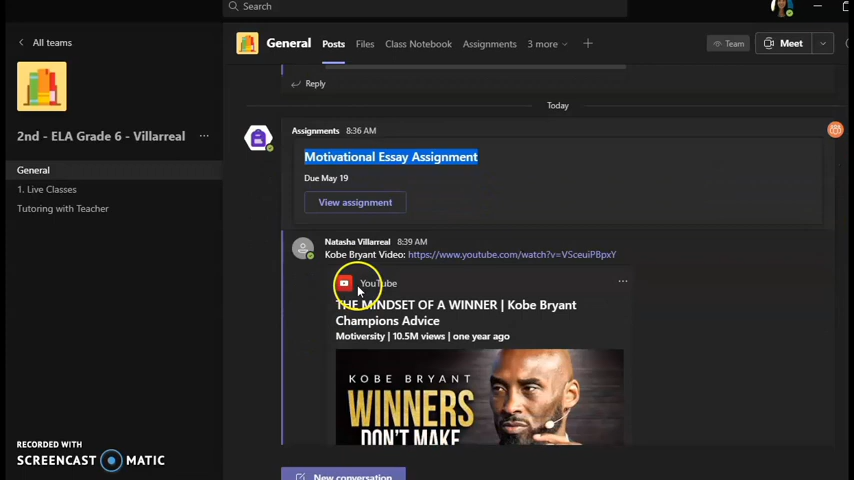 Search
All teams
General Posts Files Class Notebook Assignments 3 more
Team Meet
Reply
Today
2nd - ELA Grade 6 - Villarreal ...
General
1. Live Classes
Tutoring with Teacher
Assignments 8:36 AM
Motivational Essay Assignment
Due May 19
View assignment
Natasha Villarreal 8:39 AM
Kobe Bryant Video: https://www.youtube.com/watch?v=VSceuiPBpxY
YouTube ...
THE MINDSET OF A WINNER | Kobe Bryant
Champions Advice
Motiversity | 10.5M views | one year ago
KOBE BRYANT
WINNERS
DON'T MAKE
New conversation
RECORDED WITH
SCREENCAST MATIC